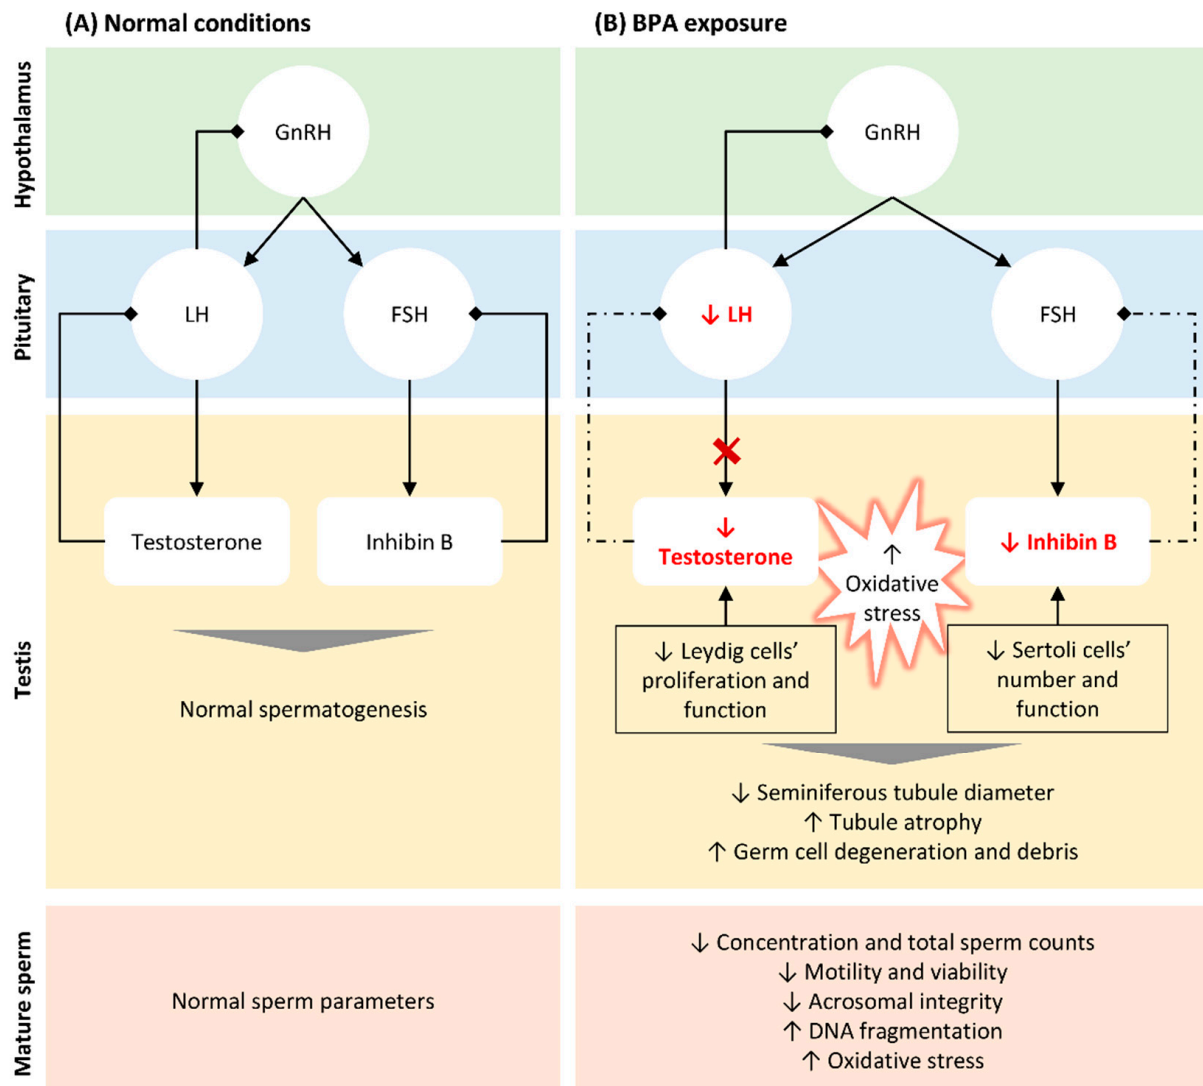 (A) Normal conditions
(B) BPA exposure
Hypothalamus
GnRH
GnRH
Pituitary
LH
FSH
↓ LH
FSH
Testis
Testosterone
Inhibin B
↓
Testosterone
↑
Oxidative
stress
↓ Inhibin B
↓ Leydig cells’
proliferation and
function
↓ Sertoli cells’
number and
function
Normal spermatogenesis
↓ Seminiferous tubule diameter
↑ Tubule atrophy
↑ Germ cell degeneration and debris
Mature sperm
Normal sperm parameters
↓ Concentration and total sperm counts
↓ Motility and viability
↓ Acrosomal integrity
↑ DNA fragmentation
↑ Oxidative stress